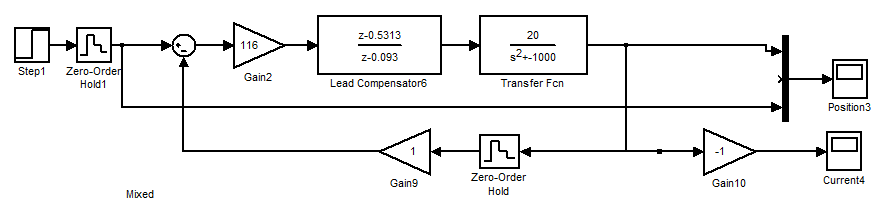 Step1
Zero-Order
Hold1
116
Gain2
z-0.5313
z-0.093
Lead Compensator6
20
s2+-1000
Transfer Fcn
Position3
1
Gain9
Zero-Order
Hold
-1
Gain10
Current4
Mixed